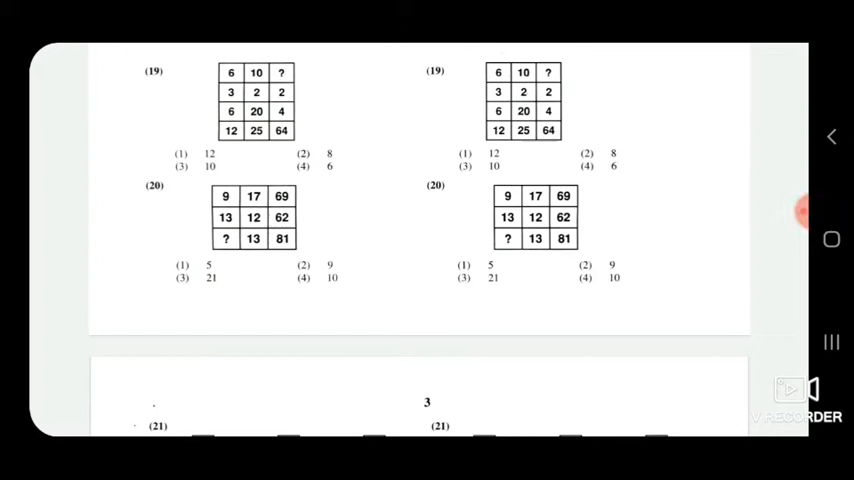 (19) 6 10 ? (19) 6 10 ?
3 2 2 3 2 2
6 20 4 6 20 4
12 25 64 12 25 64
(1) 12 (2) 8 (1) 12 (2) 8
(3) 10 (4) 6 (3) 10 (4) 6
(20) 9 17 69 (20) 9 17 69
13 12 62 13 12 62
? 13 81 ? 13 81
(1) 5 (2) 9 (1) 5 (2) 9
(3) 21 (4) 10 (3) 21 (4) 10
3
(21) (21)
V RECORDER